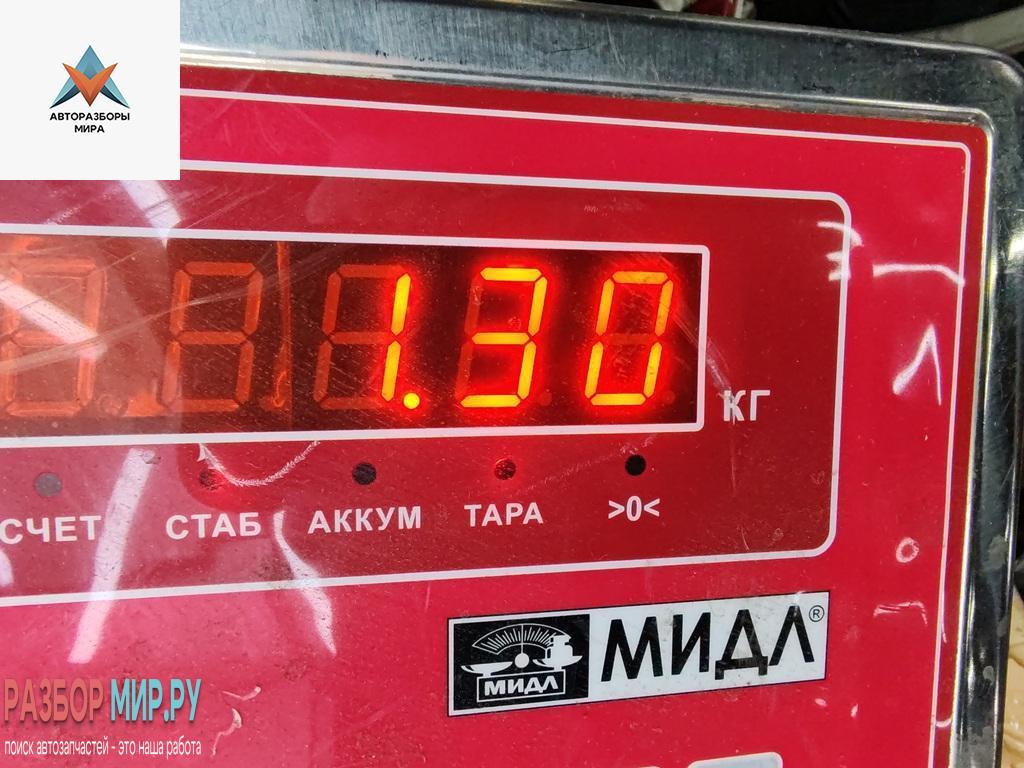 АВТОРАЗБОРЫ
МИРА
1.30
КГ
СЧЕТ СТАБ АККУМ ТАРА >0<
МИДЛ МИДЛ®
РАЗБОР МИР.РУ
поиск автозапчастей - это наша работа